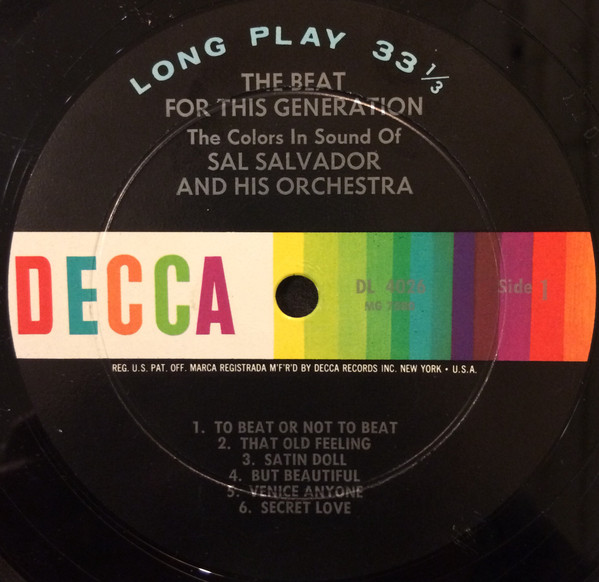 LONG PLAY 33 1/3
THE BEAT
FOR THIS GENERATION
The Colors In Sound Of
SAL SALVADOR
AND HIS ORCHESTRA
DECCA
DL 4026
Side 1
MG
REG. U.S. PAT. OFF. MARCA REGISTRADA M'F'R'D BY DECCA RECORDS INC. NEW YORK • U.S.A.
1. TO BEAT OR NOT TO BEAT
2. THAT OLD FEELING
3. SATIN DOLL
4. BUT BEAUTIFUL
5. VENICE ANYONE
6. SECRET LOVE